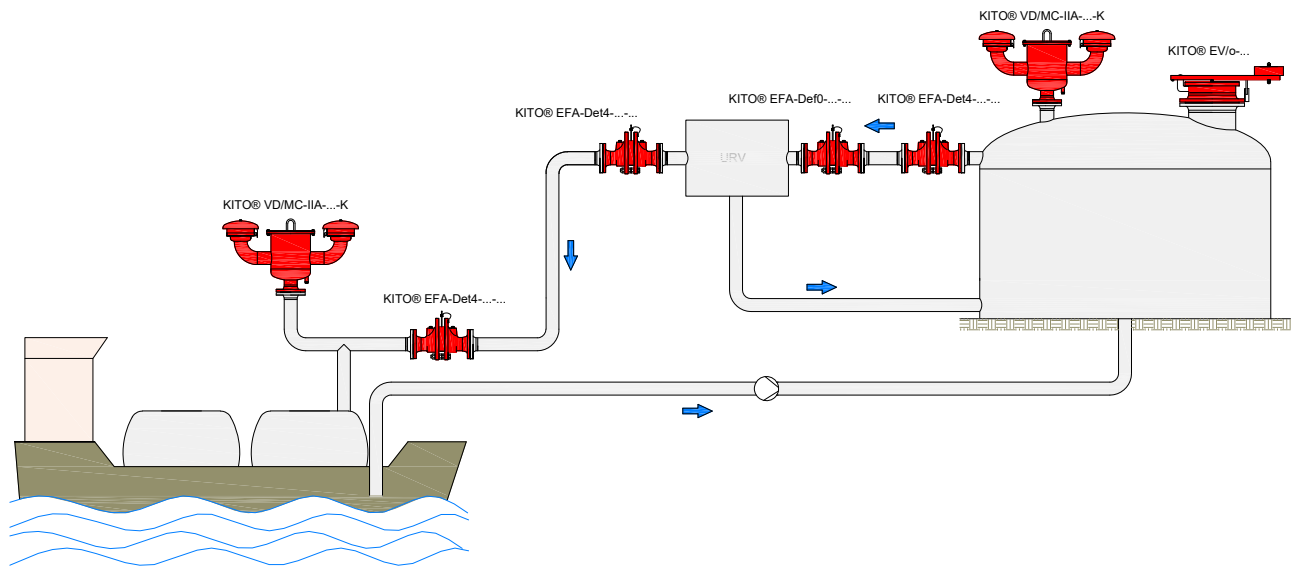 KITO® VD/MC-IIA-...-K
KITO® EV/o-...
KITO® EFA-Det4-...-...
KITO® EFA-Def0-...-...
KITO® EFA-Det4-...-...
URV
KITO® VD/MC-IIA-...-K
KITO® EFA-Det4-...-...